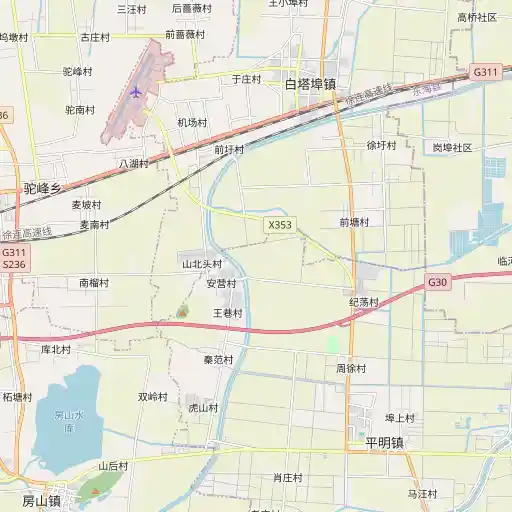 三汪村
后蔷薇村
王小埠村
高桥社区
坞墩村
古庄村
前蔷薇村
驼峰村
于庄村
白塔埠镇
G311
徐连高速线
东海县
驼南村
机场村
前圩村
徐圩村
岗埠社区
八湖村
驼峰乡
麦坡村
麦南村
徐连高速线
X353
前塘村
G311
S236
山北头村
临河
南榴村
安营村
G30
纪荡村
王巷村
库北村
秦范村
周徐村
柘塘村
双岭村
虎山村
房山水
库
埠上村
平明镇
山后村
肖庄村
房山镇
马汪村